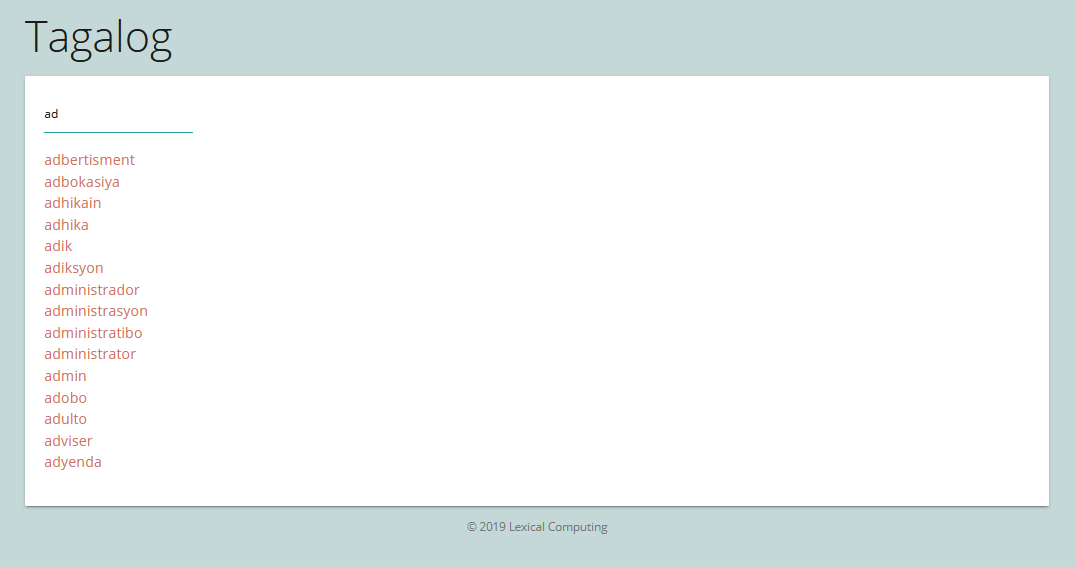 Tagalog
ad
adbertisment
adbokasiya
adhikain
adhika
adik
adiksyon
administrador
administrasyon
administratibo
administrator
admin
adobo
adulto
adviser
adyenda
© 2019 Lexical Computing